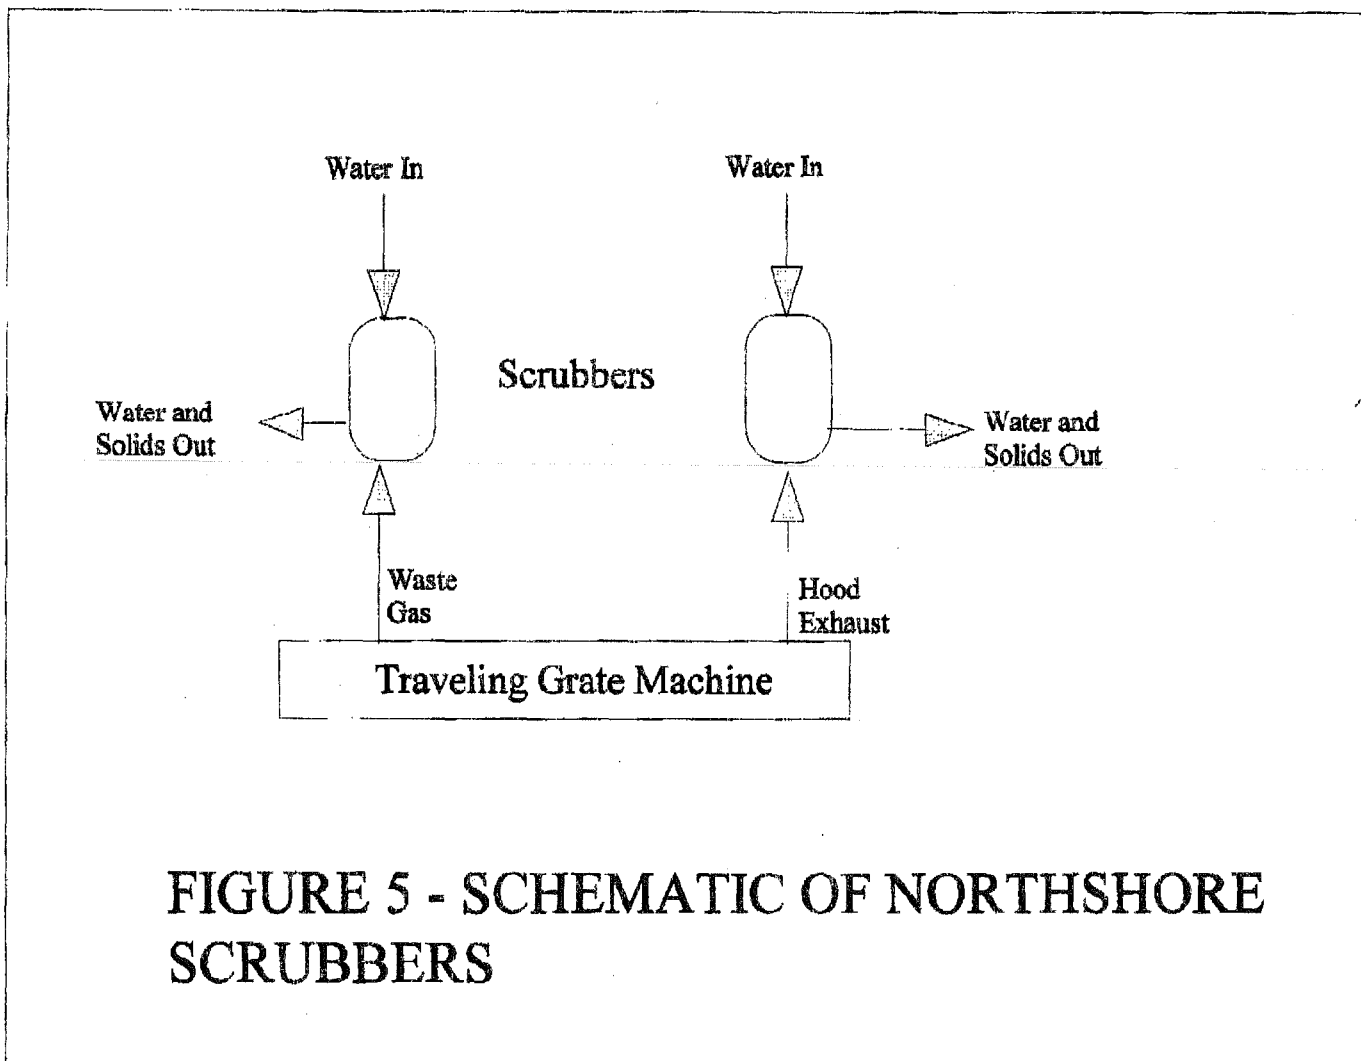 Water In
Water In
Scrubbers
Water and
Solids Out
Water and
Solids Out
Waste
Gas
Hood
Exhaust
Traveling Grate Machine
FIGURE 5 - SCHEMATIC OF NORTHSHORE
SCRUBBERS